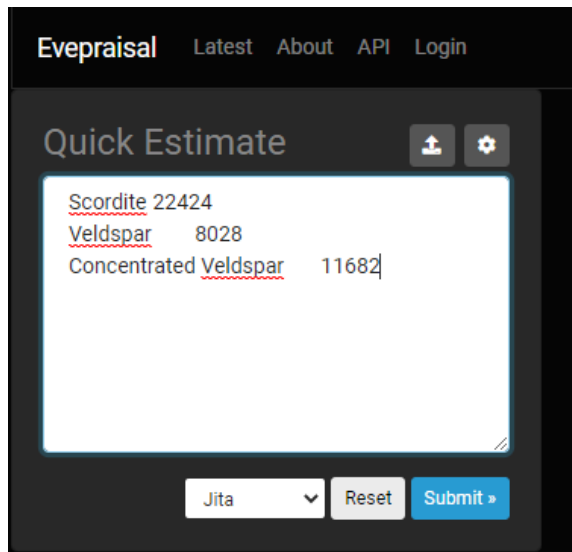 Evepraisal Latest About API Login
Quick Estimate
Scordite 22424
Veldspar 8028
Concentrated Veldspar 11682
Jita Reset Submit »